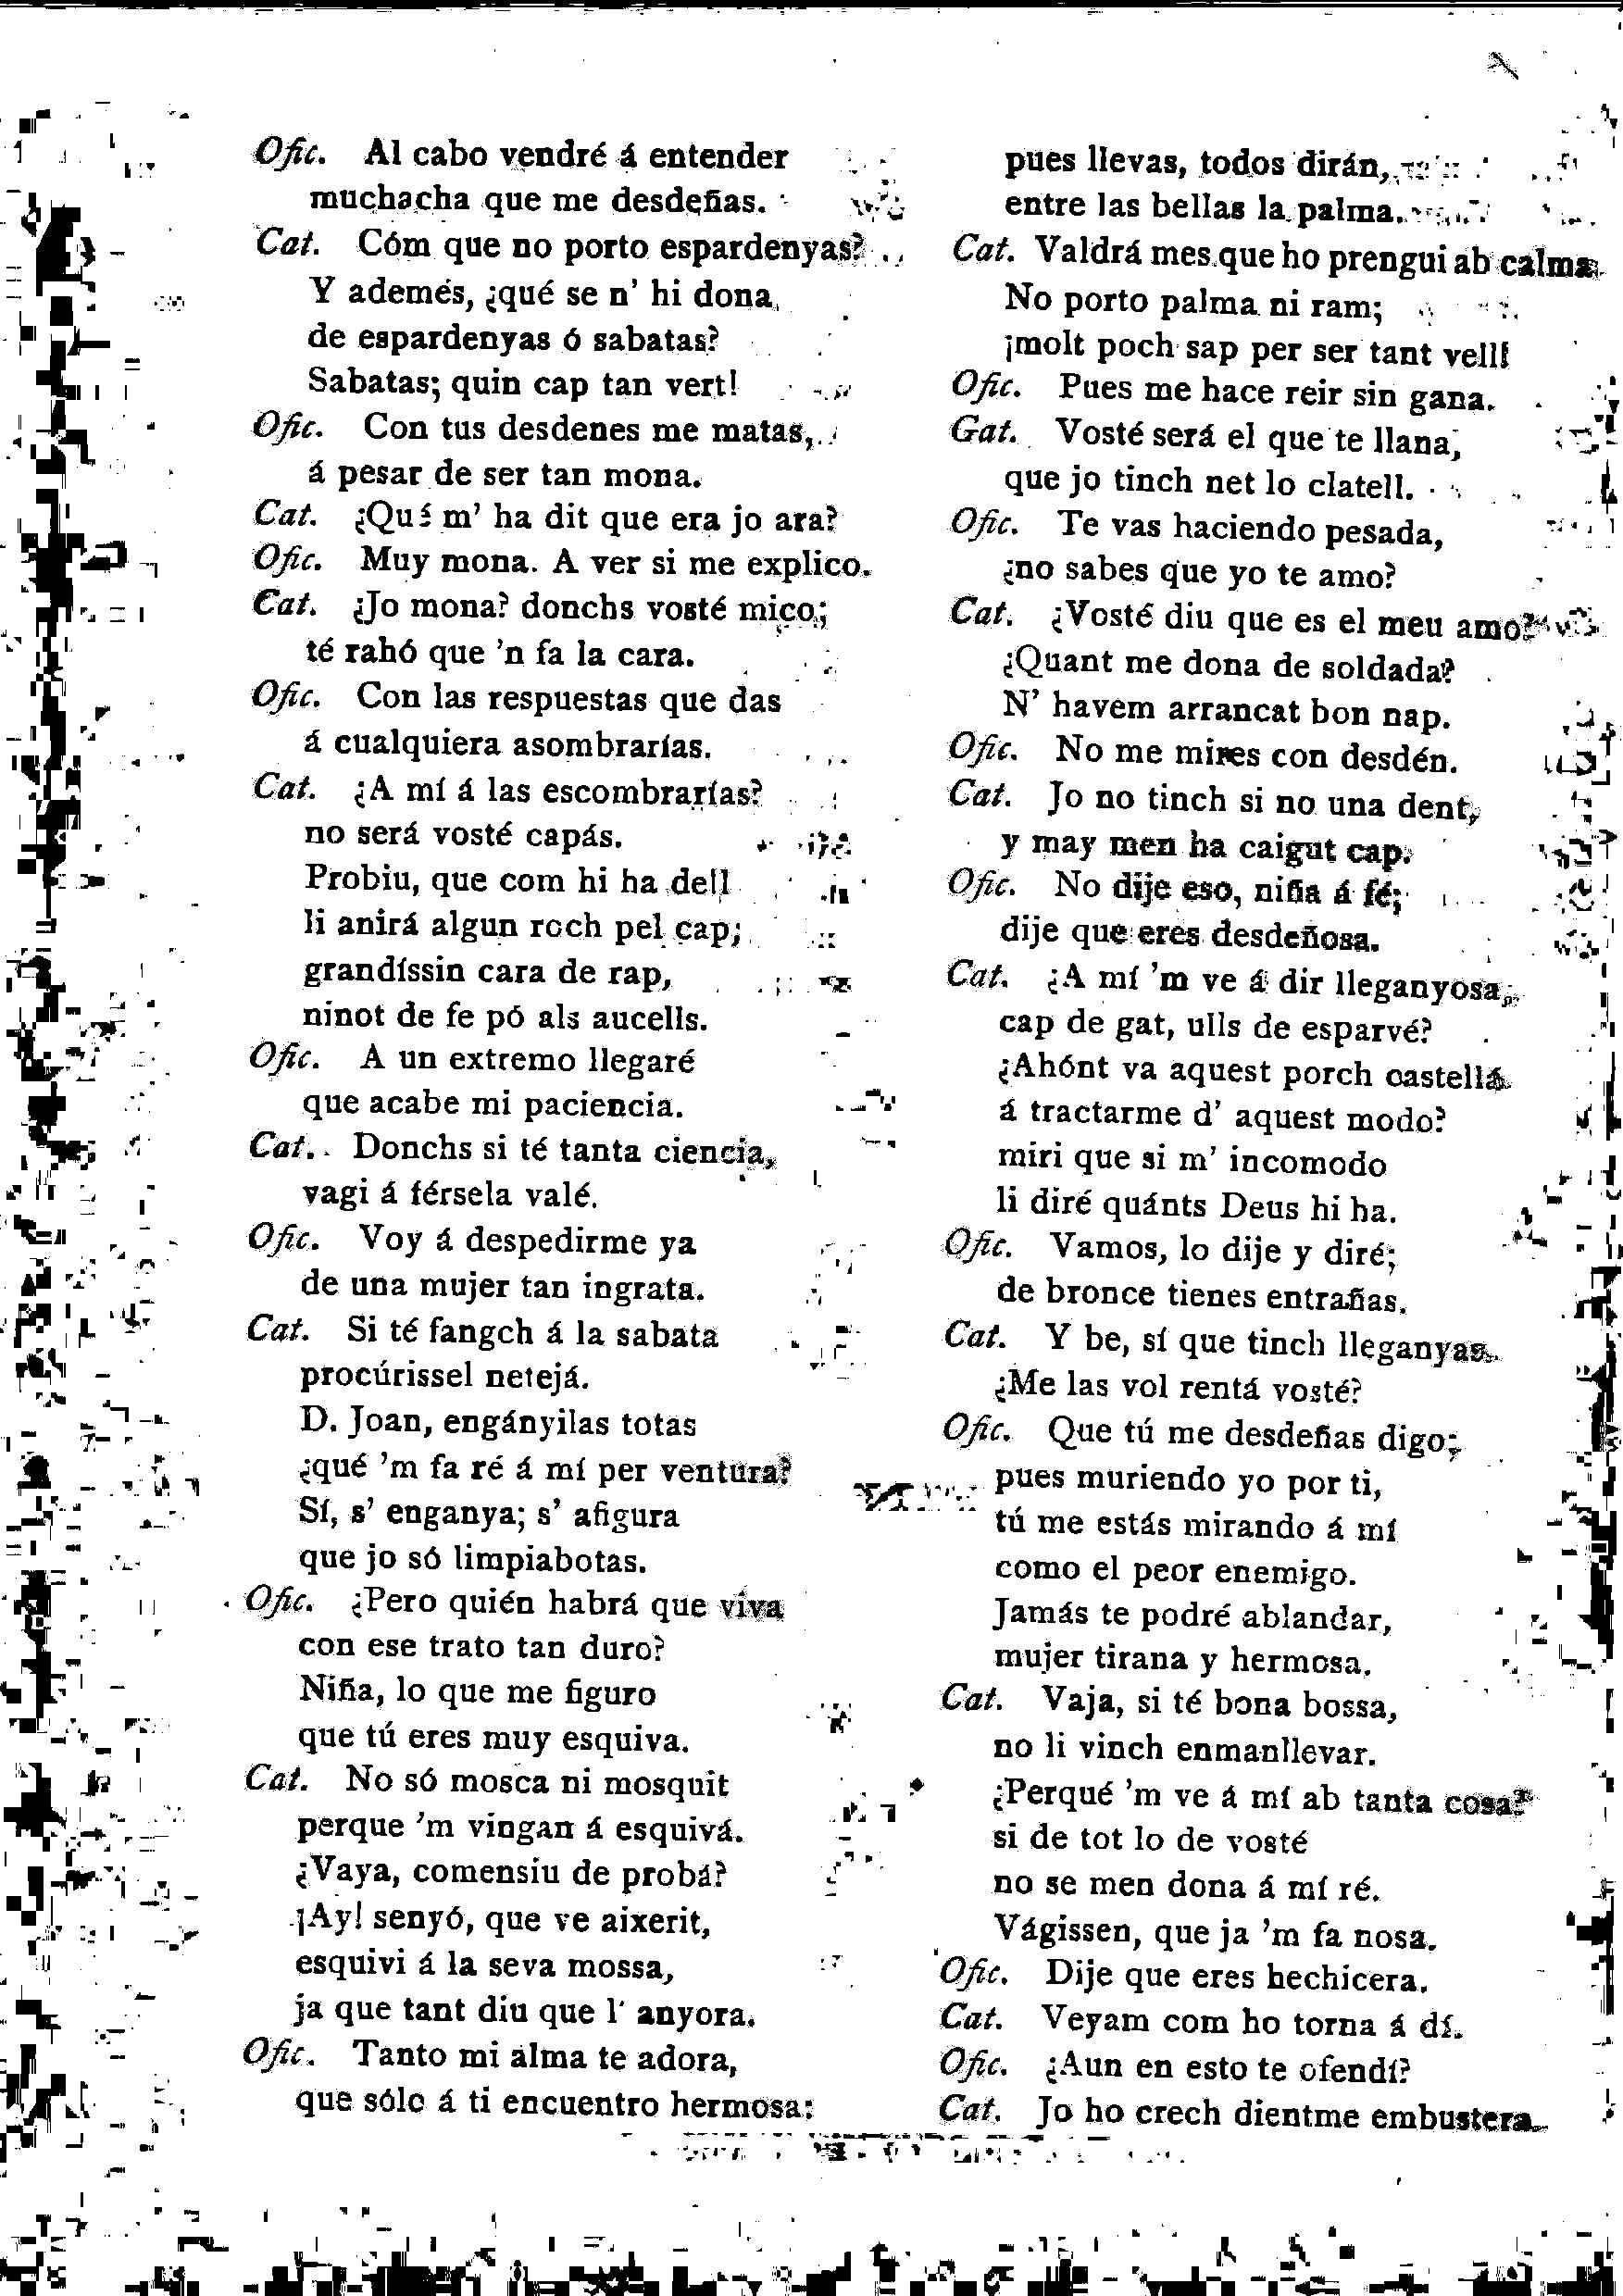 Ofic. Al cabo vendré á entender
muchacha que me desdeñas.
Cat. Cóm que no porto espardenyas?
Y ademés, ¿qué se n' hi dona
de espardenyas ó sabatas?
Sabatas; quin cap tan vert!
Ofic. Con tus desdenes me matas,
á pesar de ser tan mona.
Cat. ¿Qué m' ha dit que era jo ara?
Ofic. Muy mona. A ver si me explico.
Cat. ¿Jo mona? donchs vosté mico;
té rahó que 'n fa la cara.
Ofic. Con las respuestas que das
á cualquiera asombrarías.
Cat. ¿A mí á las escombrarías?
no será vosté capás.
Probiu, que com hi ha dell
li anirá algun roch pel cap;
grandíssin cara de rap,
ninot de fe pó als aucells.
Ofic. A un extremo llegaré
que acabe mi paciencia.
Cat. Donchs si té tanta ciencia,
vagi á férsela valé.
Ofic. Voy á despedirme ya
de una mujer tan ingrata.
Cat. Si té fangch á la sabata
procúrissel netejá.
D. Joan, engányilas totas
¿qué 'm fa ré á mí per ventura?
Sí, s' enganya; s' afigura
que jo só limpiabotas.
Ofic. ¿Pero quién habrá que viva
con ese trato tan duro?
Niña, lo que me figuro
que tú eres muy esquiva.
Cat. No só mosca ni mosquit
perque 'm vingan á esquivá.
¿Vaya, comensiu de probá?
¡Ay! senyó, que ve aixerit,
esquivi á la seva mossa,
ja que tant diu que l' anyora.
Ofic. Tanto mi alma te adora,
que sólo á ti encuentro hermosa;
pues llevas, todos dirán,
entre las bellas la palma.
Cat. Valdrá mes que ho prengui ab calma
No porto palma ni ram;
¡molt poch sap per ser tant vell!
Ofic. Pues me hace reir sin gana.
Gat. Vosté será el que te llana,
que jo tinch net lo clatell.
Ofic. Te vas haciendo pesada,
¿no sabes que yo te amo?
Cat. ¿Vosté diu que es el meu amo?
¿Quant me dona de soldada?
N' havem arrancat bon nap.
Ofic. No me mires con desdén.
Cat. Jo no tinch si no una dent,
y may men ha caigut cap.
Ofic. No dije eso, niña á fé;
dije que eres desdeñosa.
Cat. ¿A mí 'm ve á dir lleganyosa,
cap de gat, ulls de esparvé?
¿Ahónt va aquest porch castellá
á tractarme d' aquest modo?
miri que si m' incomodo
li diré quánts Deus hi ha.
Ofic. Vamos, lo dije y diré;
de bronce tienes entrañas.
Cat. Y be, sí que tinch lleganyas.
¿Me las vol rentá vosté?
Ofic. Que tú me desdeñas digo;
pues muriendo yo por ti,
tú me estás mirando á mí
como el peor enemigo.
Jamás te podré ablandar,
mujer tirana y hermosa.
Cat. Vaja, si té bona bossa,
no li vinch enmanllevar.
¿Perqué 'm ve á mí ab tanta cosa?
si de tot lo de vosté
no se men dona á mí ré.
Vágissen, que ja 'm fa nosa.
Ofic. Dije que eres hechicera.
Cat. Veyam com ho torna á dí.
Ofic. ¿Aun en esto te ofendí?
Cat. Jo ho crech dientme embustera.